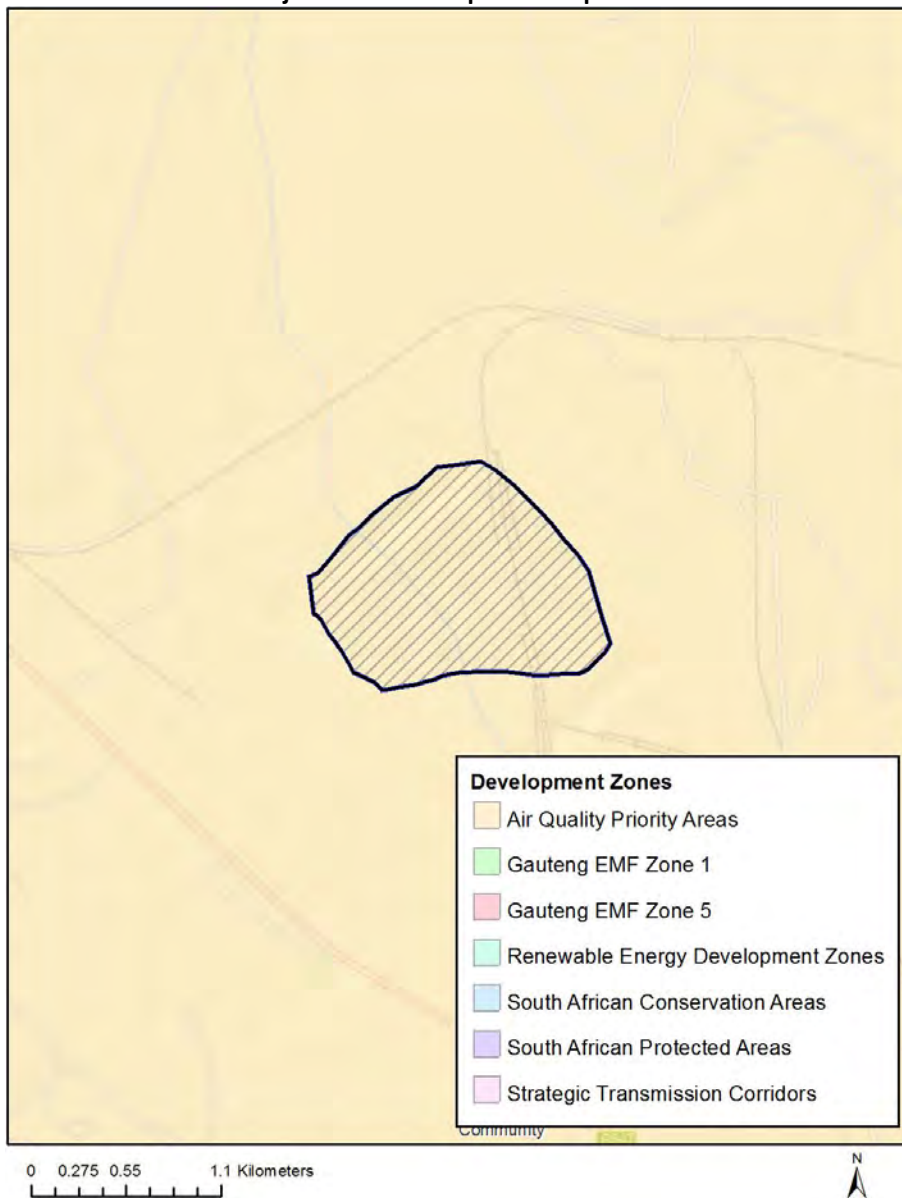 Development Zones
Air Quality Priority Areas
Gauteng EMF Zone 1
Gauteng EMF Zone 5
Renewable Energy Development Zones
South African Conservation Areas
South African Protected Areas
Strategic Transmission Corridors
Community
0 0.275 0.55 1.1 Kilometers
N